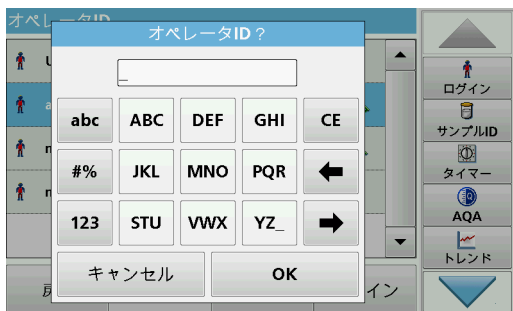 オペレータID
オペレータID?
_
abc ABC DEF GHI CE
#% JKL MNO PQR
123 STU VWX YZ_
キャンセル OK
ログイン
サンプルID
タイマー
AQA
トレンド
戻
イン